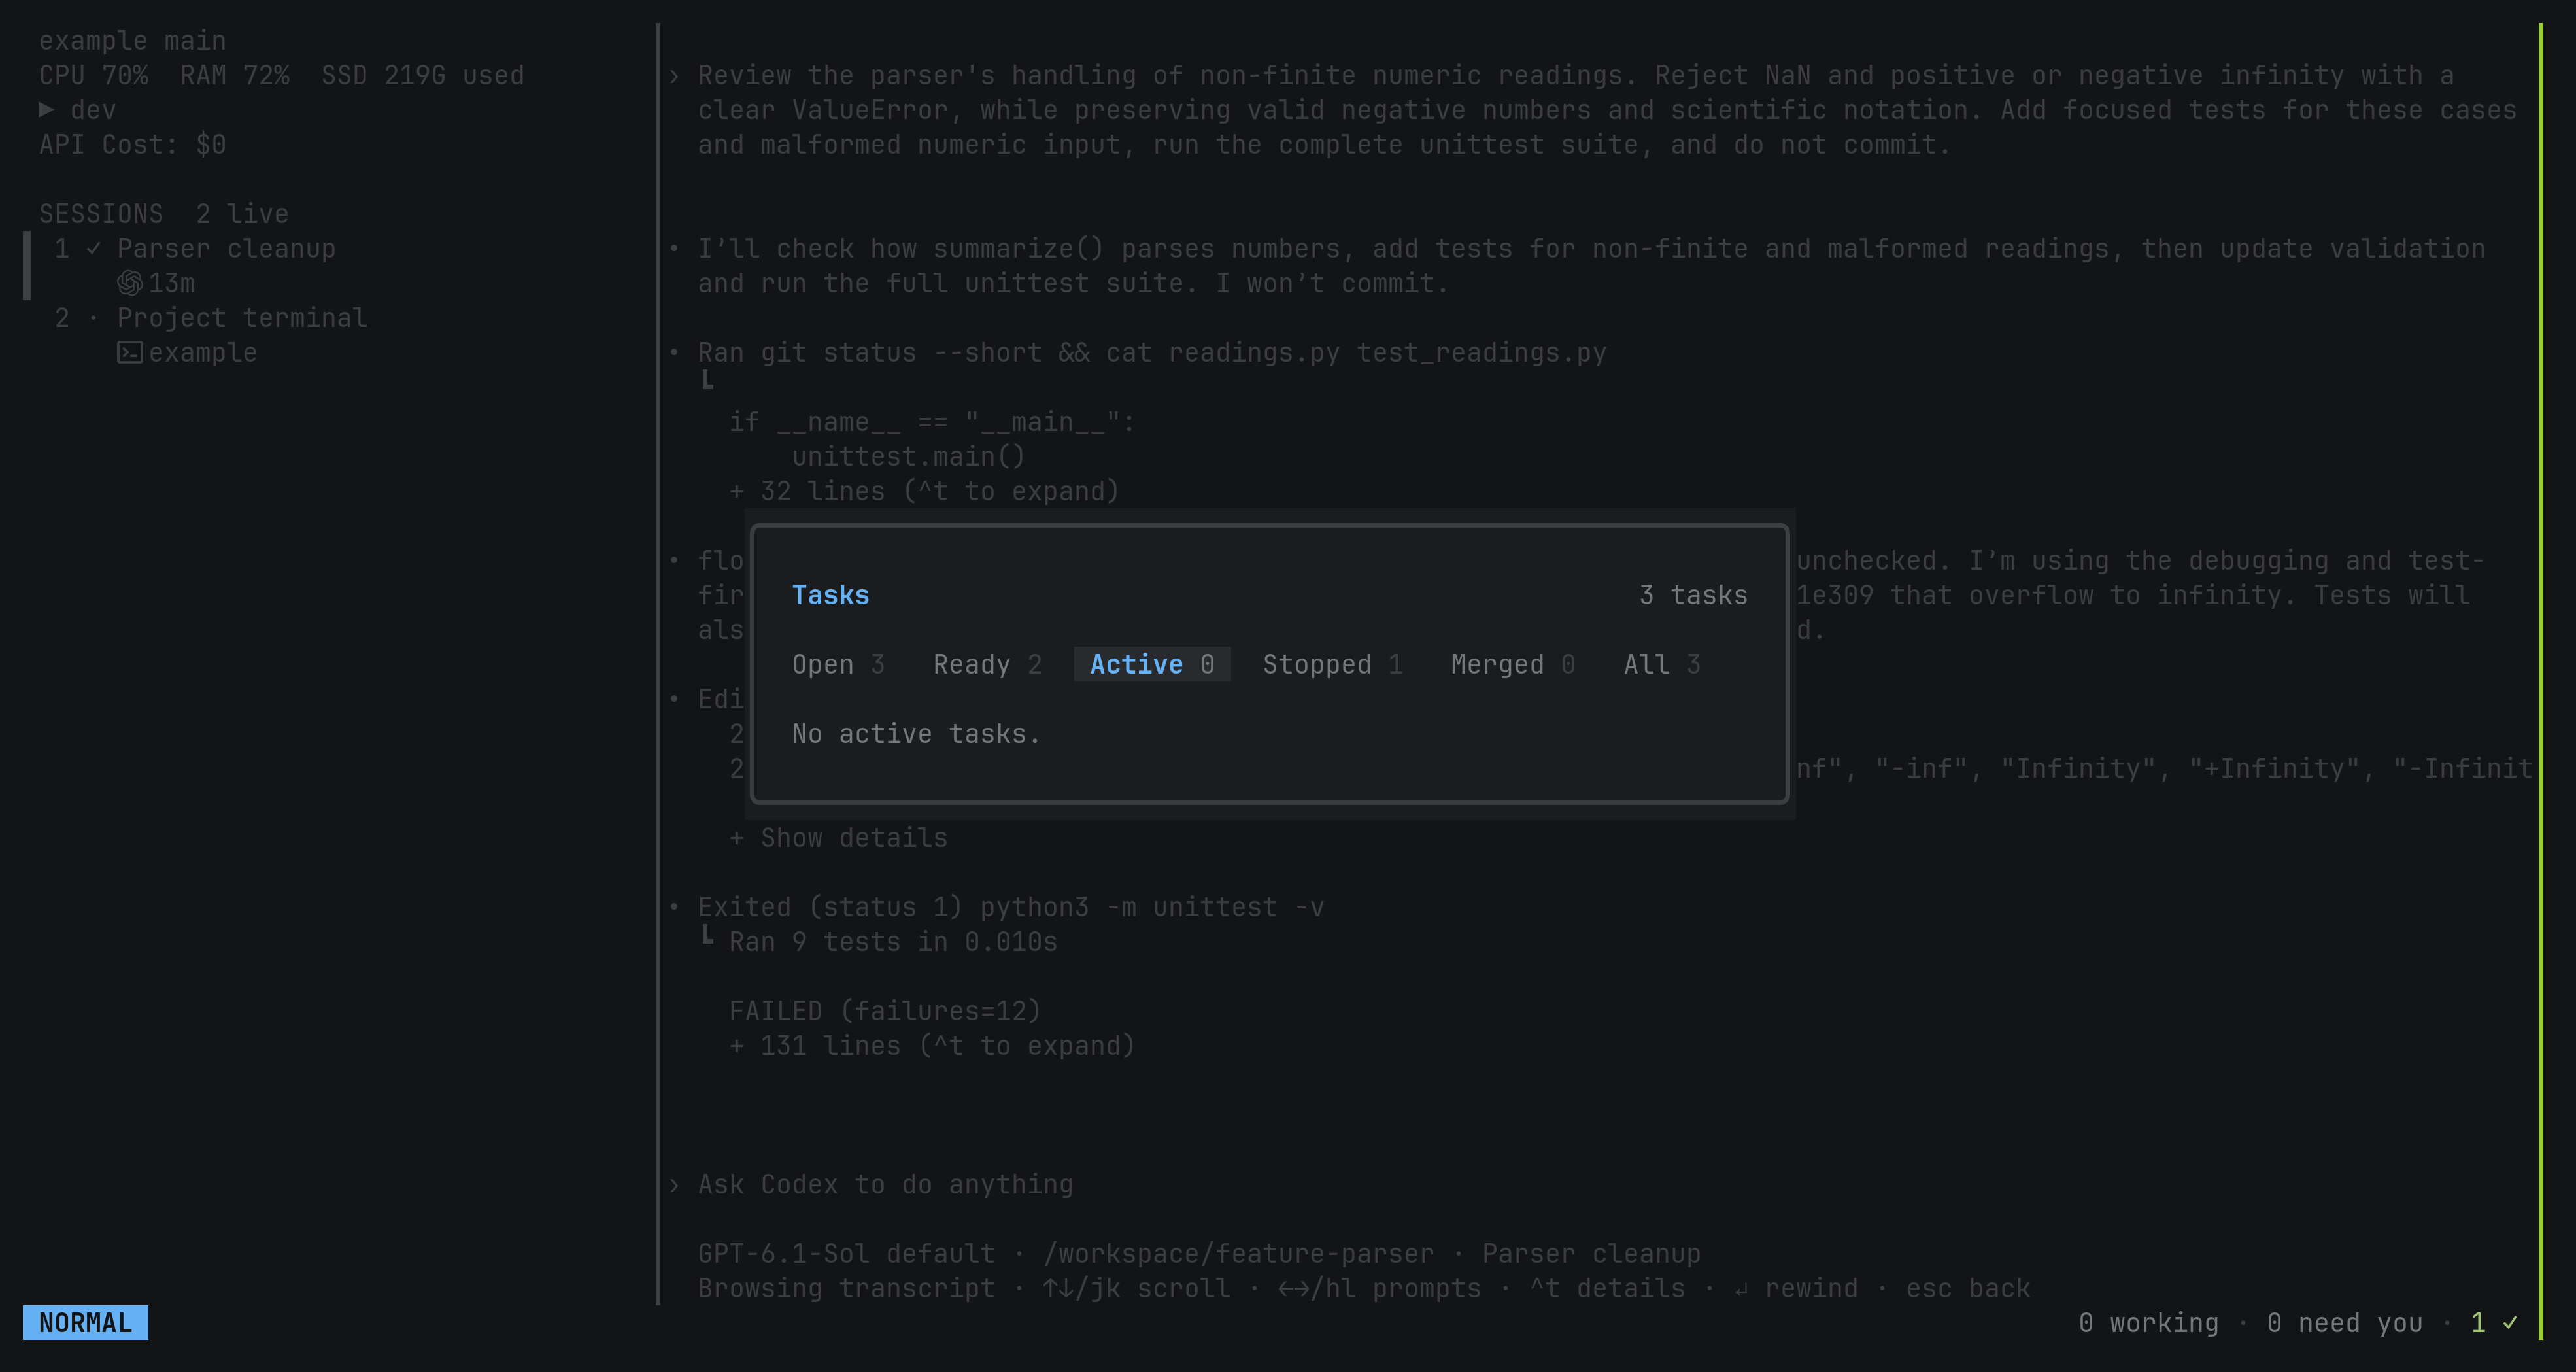 example main
CPU 70%  RAM 72%  SSD 219G used
▶ dev
API Cost: $0
SESSIONS  2 live
1 ✓ Parser cleanup
13m
2 · Project terminal
example
› Review the parser's handling of non-finite numeric readings. Reject NaN and positive or negative infinity with a
clear ValueError, while preserving valid negative numbers and scientific notation. Add focused tests for these cases
and malformed numeric input, run the complete unittest suite, and do not commit.
• I’ll check how summarize() parses numbers, add tests for non-finite and malformed readings, then update validation
and run the full unittest suite. I won’t commit.
• Ran git status --short && cat readings.py test_readings.py
┗
if __name__ == "__main__":
unittest.main()
+ 32 lines (^t to expand)
• flo
unchecked. I’m using the debugging and test-
fir
1e309 that overflow to infinity. Tests will
als
d.
• Edi
2
2
nf", "-inf", "Infinity", "+Infinity", "-Infinit
Tasks
3 tasks
Open 3  Ready 2  Active 0  Stopped 1  Merged 0  All 3
No active tasks.
+ Show details
• Exited (status 1) python3 -m unittest -v
┗ Ran 9 tests in 0.010s
FAILED (failures=12)
+ 131 lines (^t to expand)
› Ask Codex to do anything
GPT-6.1-Sol default · /workspace/feature-parser · Parser cleanup
Browsing transcript · ↑↓/jk scroll · ←→/hl prompts · ^t details · ↵ rewind · esc back
NORMAL
0 working · 0 need you · 1 ✓